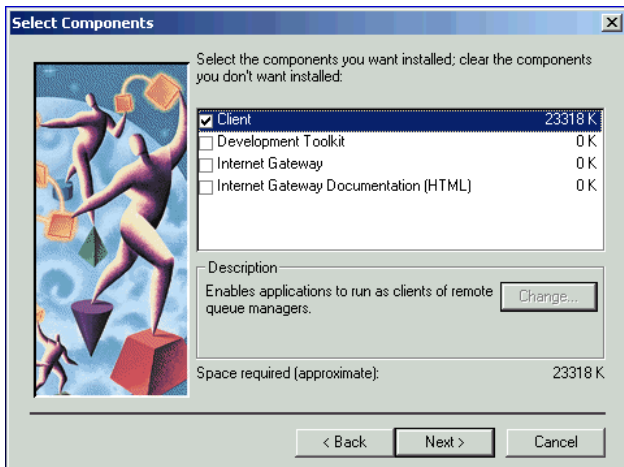 Select Components
Select the components you want installed; clear the components
you don't want installed:
Client 23318 K
Development Toolkit 0 K
Internet Gateway 0 K
Internet Gateway Documentation (HTML) 0 K
Description
Enables applications to run as clients of remote
queue managers.
Change...
Space required (approximate): 23318 K
< Back Next > Cancel